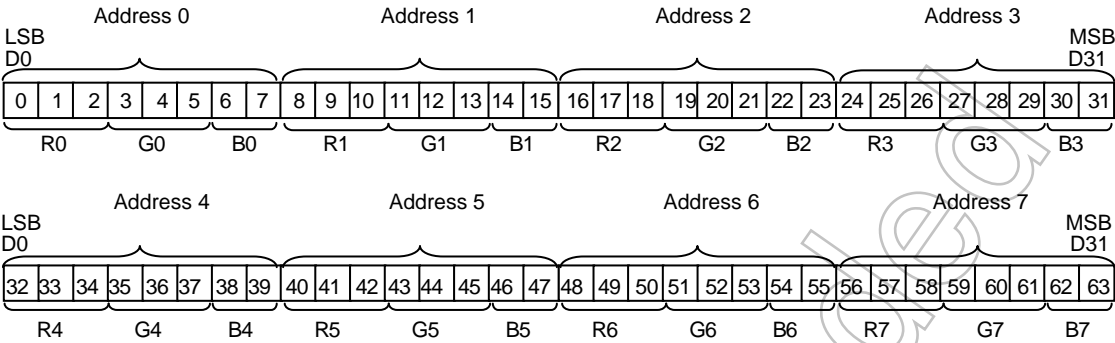 Address 0 Address 1 Address 2 Address 3
LSB MSB
D0 D31
0 1 2 3 4 5 6 7 8 9 10 11 12 13 14 15 16 17 18 19 20 21 22 23 24 25 26 27 28 29 30 31
R0 G0 B0 R1 G1 B1 R2 G2 B2 R3 G3 B3
Address 4 Address 5 Address 6 Address 7
LSB MSB
D0 D31
32 33 34 35 36 37 38 39 40 41 42 43 44 45 46 47 48 49 50 51 52 53 54 55 56 57 58 59 60 61 62 63
R4 G4 B4 R5 G5 B5 R6 G6 B6 R7 G7 B7